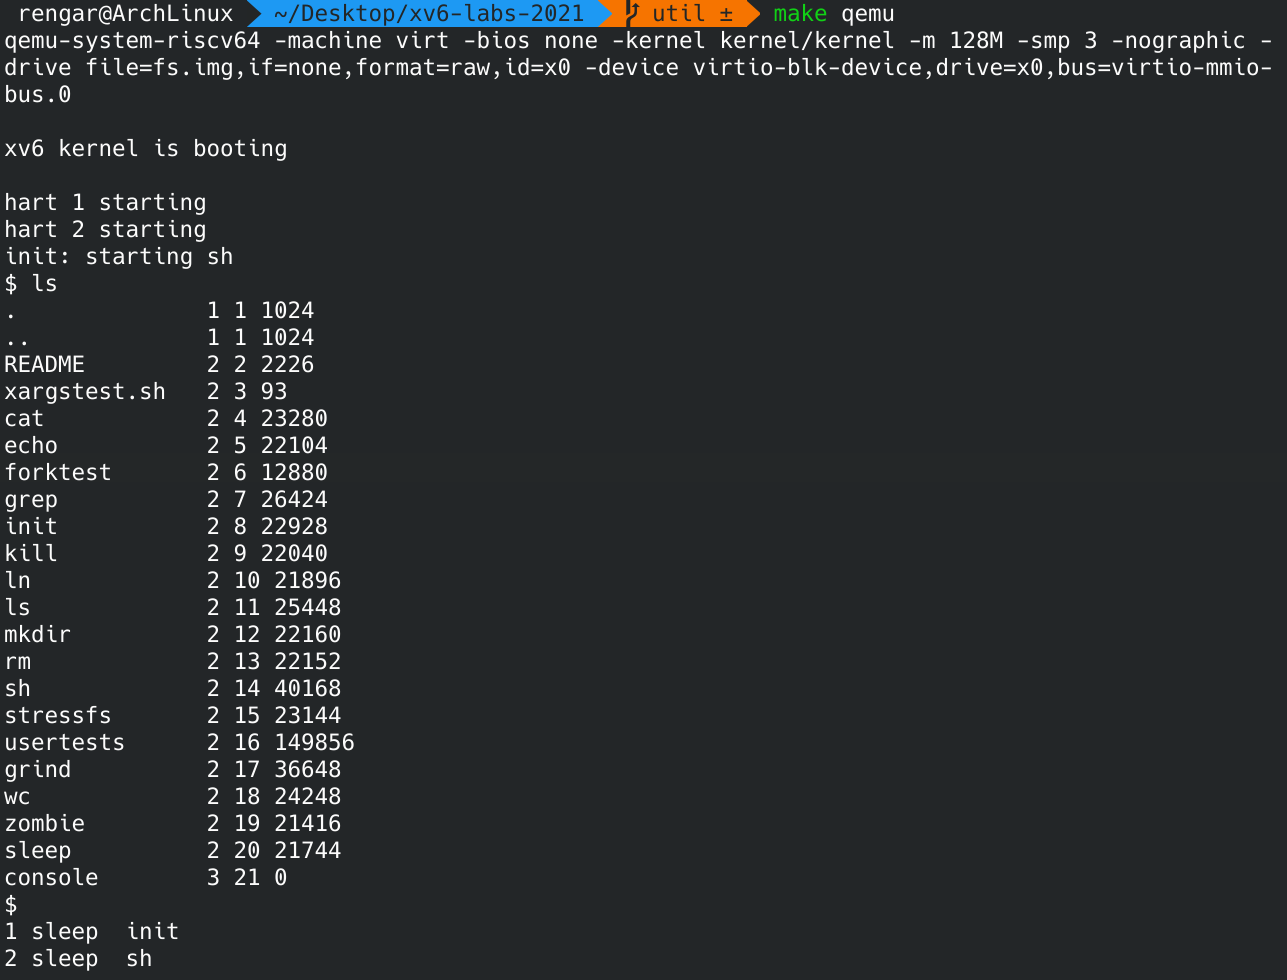 rengar@ArchLinux ~/Desktop/xv6-labs-2021 util ± make qemu
qemu-system-riscv64 -machine virt -bios none -kernel kernel/kernel -m 128M -smp 3 -nographic -
drive file=fs.img,if=none,format=raw,id=x0 -device virtio-blk-device,drive=x0,bus=virtio-mmio-
bus.0
xv6 kernel is booting
hart 1 starting
hart 2 starting
init: starting sh
$ ls
. 1 1 1024
.. 1 1 1024
README 2 2 2226
xargstest.sh 2 3 93
cat 2 4 23280
echo 2 5 22104
forktest 2 6 12880
grep 2 7 26424
init 2 8 22928
kill 2 9 22040
ln 2 10 21896
ls 2 11 25448
mkdir 2 12 22160
rm 2 13 22152
sh 2 14 40168
stressfs 2 15 23144
usertests 2 16 149856
grind 2 17 36648
wc 2 18 24248
zombie 2 19 21416
sleep 2 20 21744
console 3 21 0
$
1 sleep init
2 sleep sh